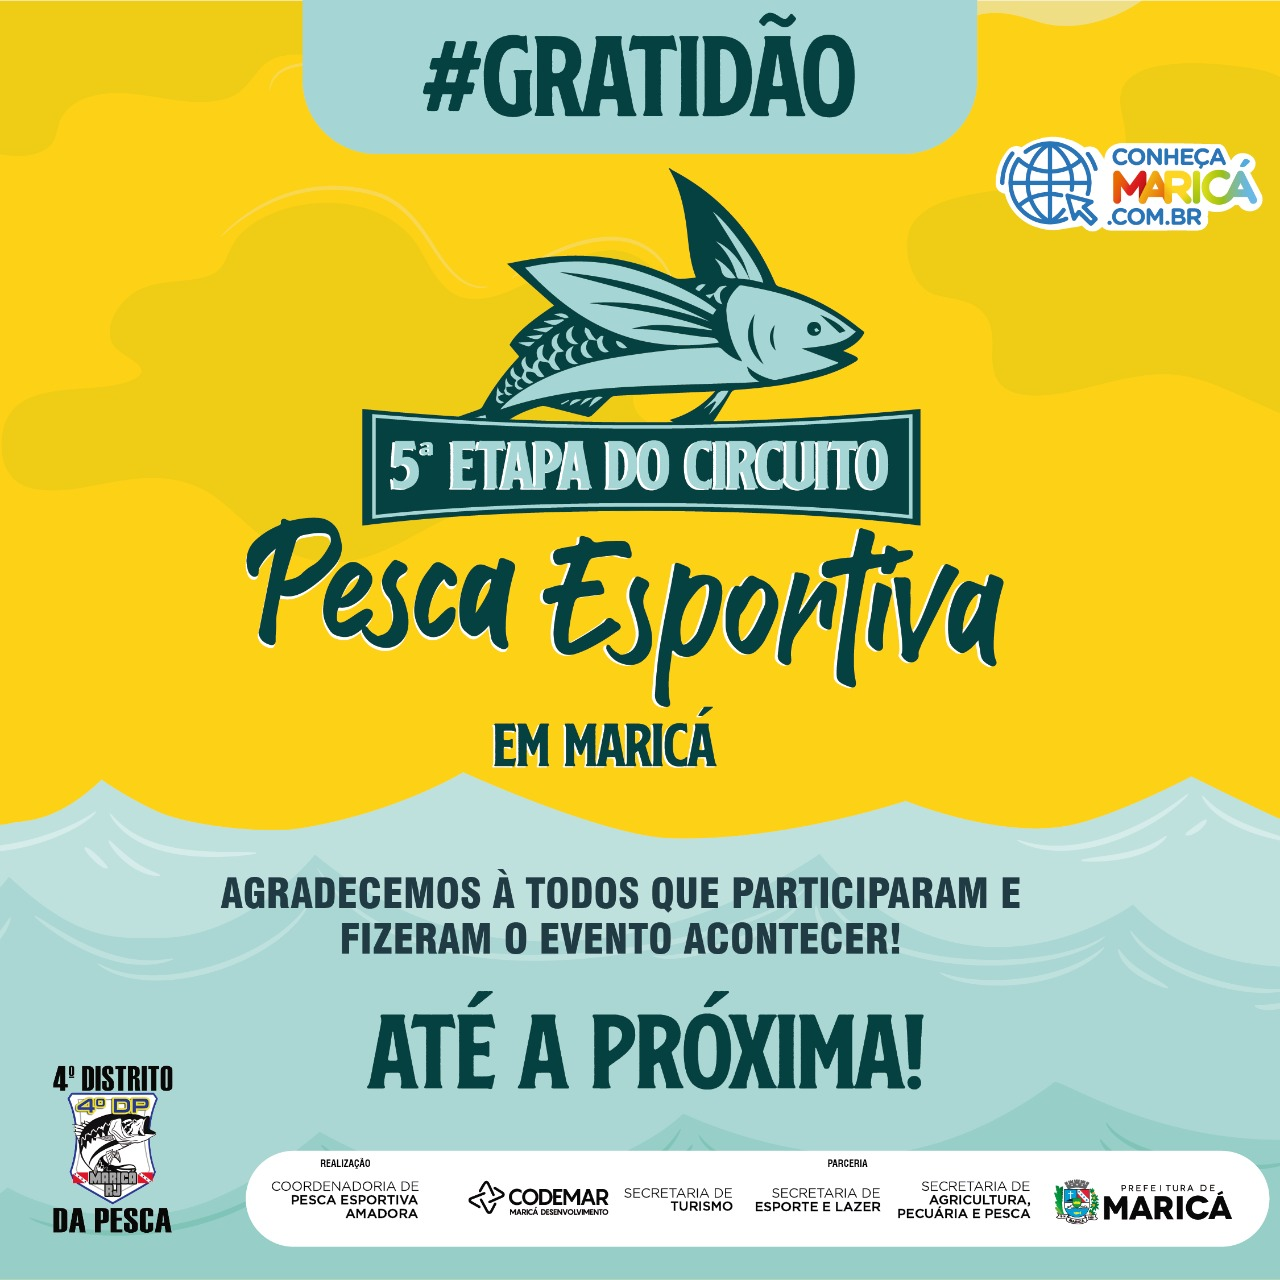 #GRATIDÃO
CONHEÇA
MARICÁ
.COM.BR
5ª ETAPA DO CIRCUITO
Pesca Esportiva
EM MARICÁ
AGRADECEMOS À TODOS QUE PARTICIPARAM E
FIZERAM O EVENTO ACONTECER!
ATÉ A PRÓXIMA!
4º DISTRITO
4º DP
MARICA
RJ
DA PESCA
REALIZAÇÃO
COORDENADORIA DE
PESCA ESPORTIVA
AMADORA
CODEMAR
MARICÁ DESENVOLVIMENTO
PARCERIA
SECRETARIA DE
TURISMO
SECRETARIA DE
ESPORTE E LAZER
SECRETARIA DE
AGRICULTURA,
PECUÁRIA E PESCA
PREFEITURA DE
MARICÁ